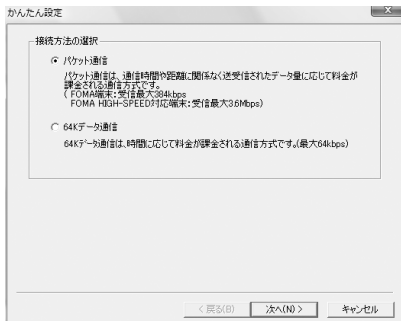 かんたん設定
接続方法の選択
パケット通信
パケット通信は、通信時間や距離に関係なく送受信されたデータ量に応じて料金が
課金される通信方式です。
( FOMA端末:受信最大384kbps
FOMA HIGH-SPEED対応端末:受信最大3.6Mbps)
64Kデータ通信
64Kデータ通信は、時間に応じて料金が課金される通信方式です。(最大64kbps)
< 戻る(B)
次へ(N) >
キャンセル